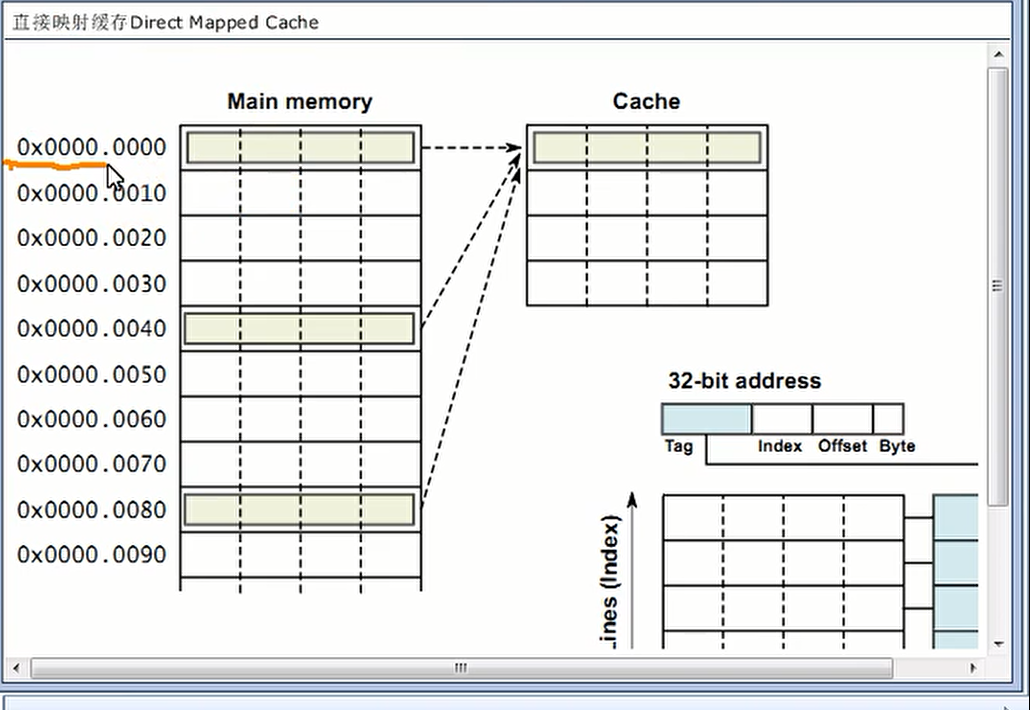 直接映射缓存Direct Mapped Cache
Main memory
Cache
0x0000.0000
0x0000.0010
0x0000.0020
0x0000.0030
0x0000.0040
0x0000.0050
0x0000.0060
0x0000.0070
0x0000.0080
0x0000.0090
32-bit address
Tag Index Offset Byte
ines (Index)